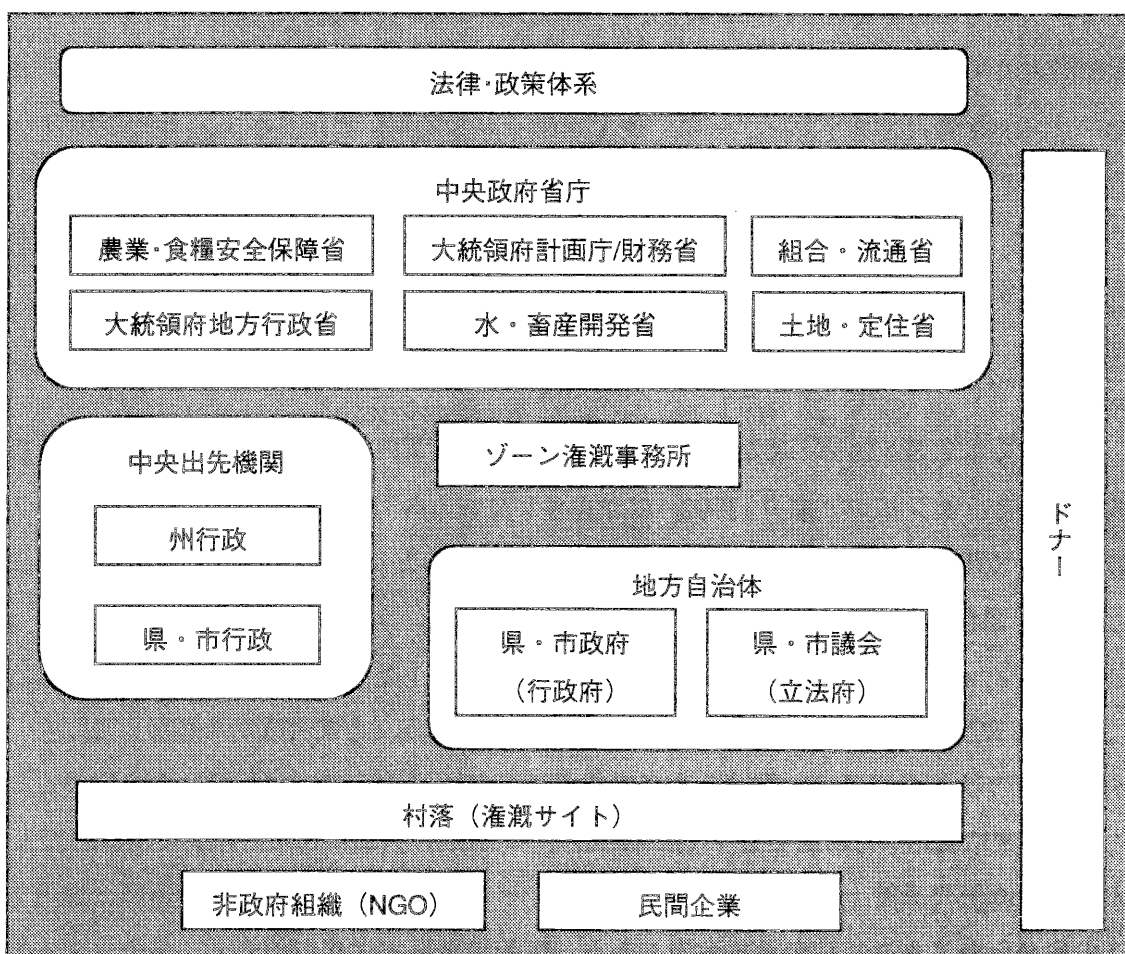 法律・政策体系
中央政府省庁
農業・食糧安全保障省
大統領府計画庁/財務省
組合・流通省
大統領府地方行政省
水・畜産開発省
土地・定住省
中央出先機関
州行政
県・市行政
ゾーン潅漑事務所
地方自治体
県・市政府
（行政府）
県・市議会
（立法府）
村落（潅漑サイト）
非政府組織（NGO）
民間企業
ドナー